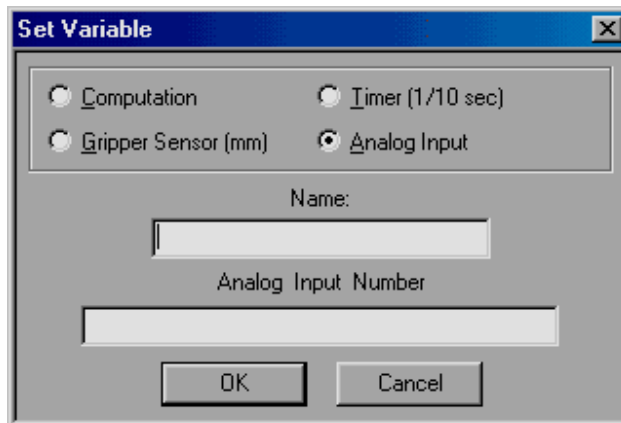 Set Variable
Computation Timer (1/10 sec)
Gripper Sensor (mm) Analog Input
Name:
Analog Input Number
OK Cancel